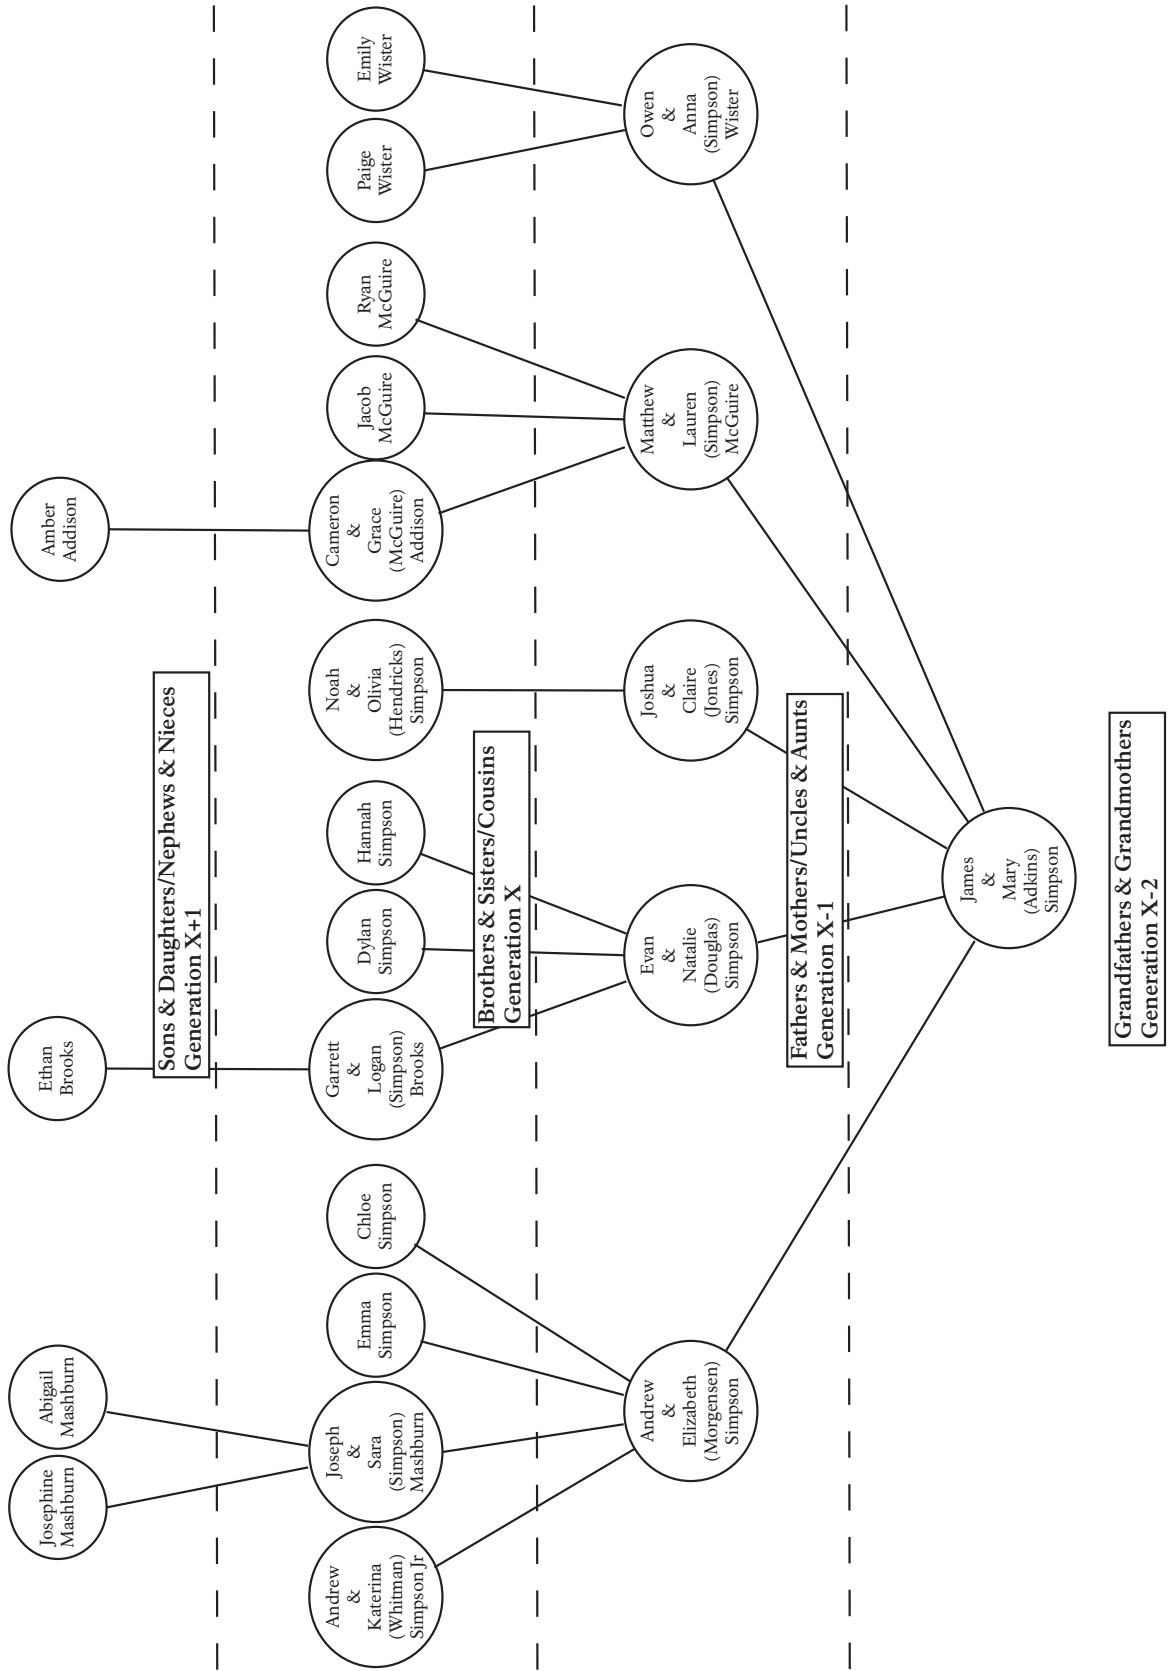 Josephine
Mashburn
Abigail
Mashburn
Ethan
Brooks
Amber
Addison
Sons & Daughters/Nephews & Nieces
Generation X+1
Andrew
&
Katerina
(Whitman)
Simpson Jr
Joseph
&
Sara
(Simpson)
Mashburn
Emma
Simpson
Chloe
Simpson
Garrett
&
Logan
(Simpson)
Brooks
Dylan
Simpson
Hannah
Simpson
Noah
&
Olivia
(Hendricks)
Simpson
Cameron
&
Grace
(McGuire)
Addison
Jacob
McGuire
Ryan
McGuire
Paige
Wister
Emily
Wister
Brothers & Sisters/Cousins
Generation X
Andrew
&
Elizabeth
(Morgensen)
Simpson
Evan
&
Natalie
(Douglas)
Simpson
Joshua
&
Claire
(Jones)
Simpson
Matthew
&
Lauren
(Simpson)
McGuire
Owen
&
Anna
(Simpson)
Wister
Fathers & Mothers/Uncles & Aunts
Generation X-1
James
&
Mary
(Adkins)
Simpson
Grandfathers & Grandmothers
Generation X-2